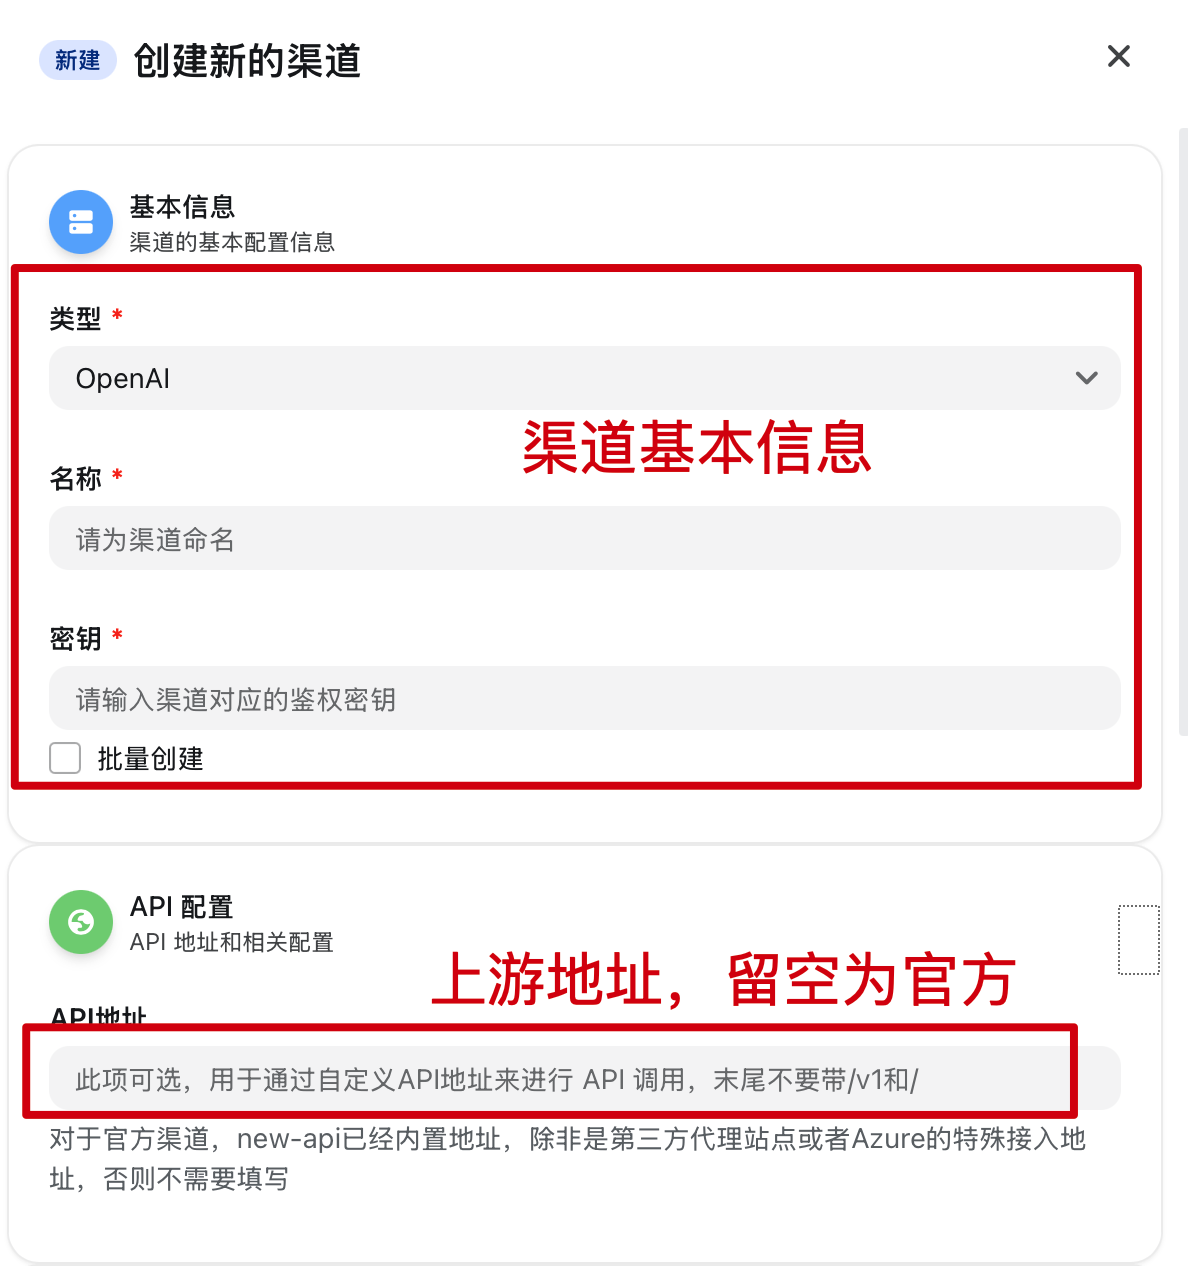 新建 创建新的渠道
基本信息
渠道的基本配置信息
类型 *
OpenAI
渠道基本信息
名称 *
请为渠道命名
密钥 *
请输入渠道对应的鉴权密钥
批量创建
API 配置
API 地址和相关配置
上游地址，留空为官方
API地址
此项可选，用于通过自定义API地址来进行 API 调用，末尾不要带/v1和/
对于官方渠道，new-api已经内置地址，除非是第三方代理站点或者Azure的特殊接入地
址，否则不需要填写